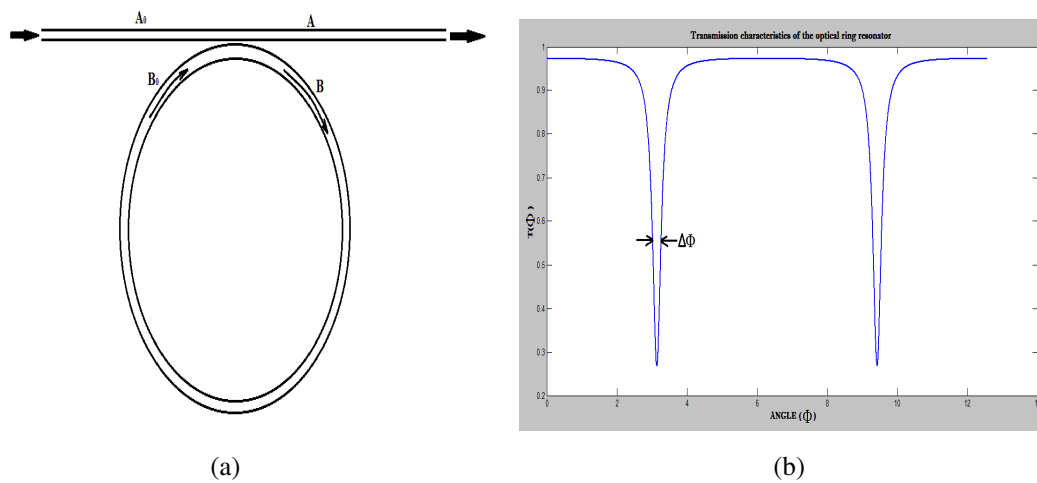 A₀
A
B₀
B
(a)
Transmission characteristics of the optical ring resonator
1
0.9
0.8
0.7
0.6
0.5
0.4
0.3
0.2
T(Φ)
ΔΦ
0 2 4 6 8 10 12 14
ANGLE (Φ)
(b)